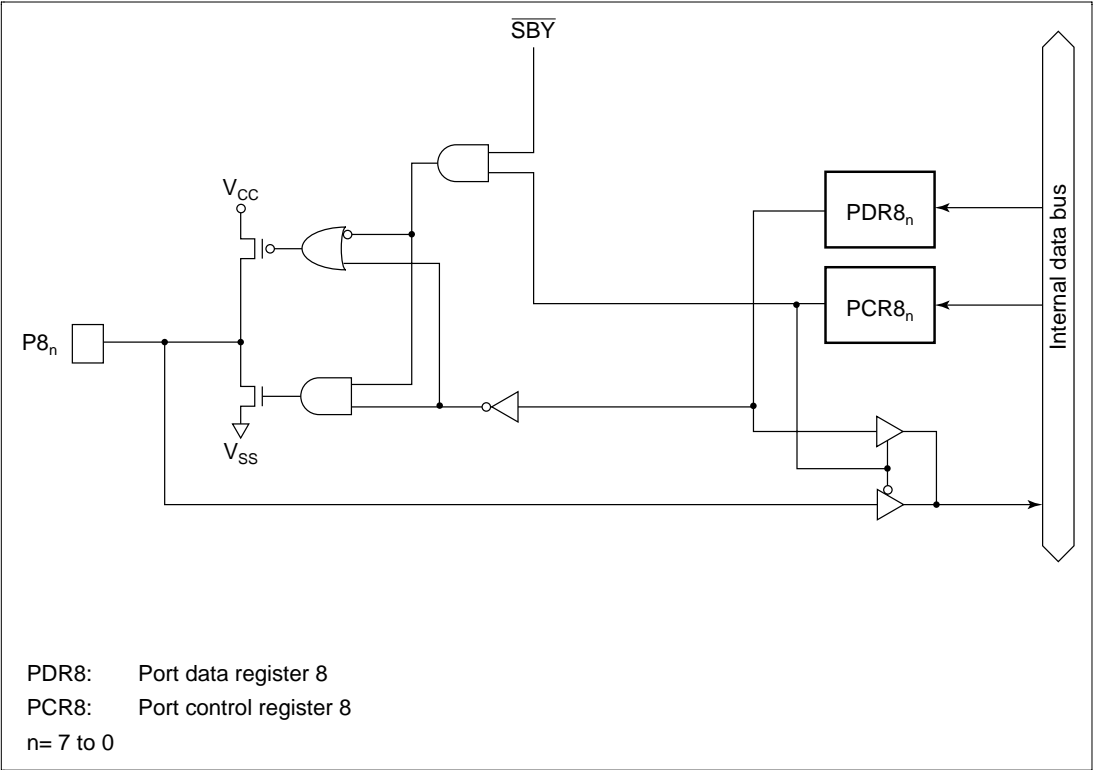 SBY
PDR8n
VCC
PCR8n
Internal data bus
P8n
VSS
PDR8: Port data register 8
PCR8: Port control register 8
n= 7 to 0